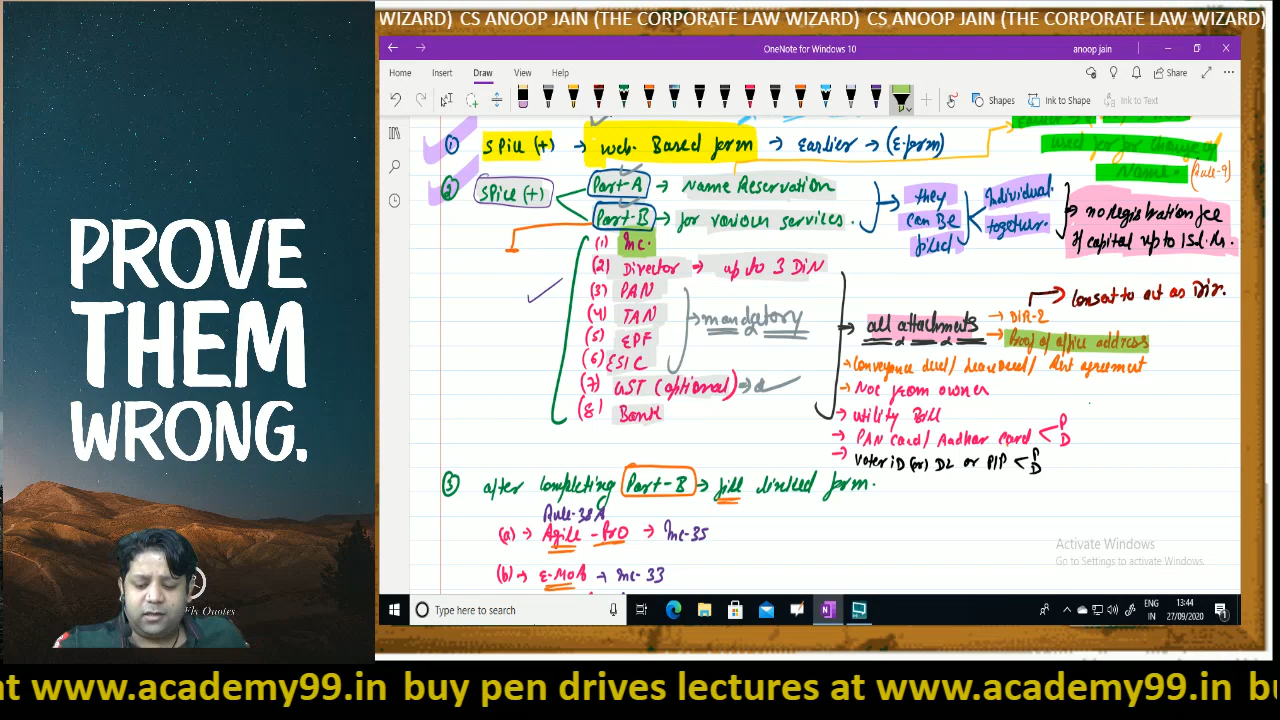 WIZARD)  CS ANOOP JAIN (THE CORPORATE LAW WIZARD)  CS ANOOP JAIN (THE CORPORATE LAW WIZARD)
OneNote for Windows 10
anoop jain
Home Insert Draw View Help
Share
Shapes
Ink to Shape
Ink to Text
① SPICe (+) → web-Based form → Earlier → (E-form)
used for for change of
Name. (Rule-9)
② SPICe (+)
Part-A → Name Reservation
Part-B → for various services.
they can BE filed
Individual.
together.
→ no Registration fee
if capital up to 15 L. Rs.
(1) Inc.
(2) Director → up to 3 DIN
(3) PAN
(4) TAN
(5) EPF
(6) ESIC
→ mandatory
(7) GST (optional)
(8) Bank
→ all attachments
→ DIR-2
→ Consent to act as Dir.
→ Proof of office address
→ Conveyance deed/ Lease Deed/ Rent agreement
→ NOC from owner
→ utility Bill
→ PAN card/ Aadhar card < P D
→ Voter iD (or) DL or P/P < P D
③ after completing Part-B → fill linked form.
Rule-38A
(a) → Agile-Pro → Inc-35
(b) → E-MOA → Inc-33
PROVE
THEM
WRONG.
Quotes
Activate Windows
Go to Settings to activate Windows.
Type here to search
ENG
IN
13:44
27/09/2020
at www.academy99.in buy pen drives lectures at www.academy99.in bu